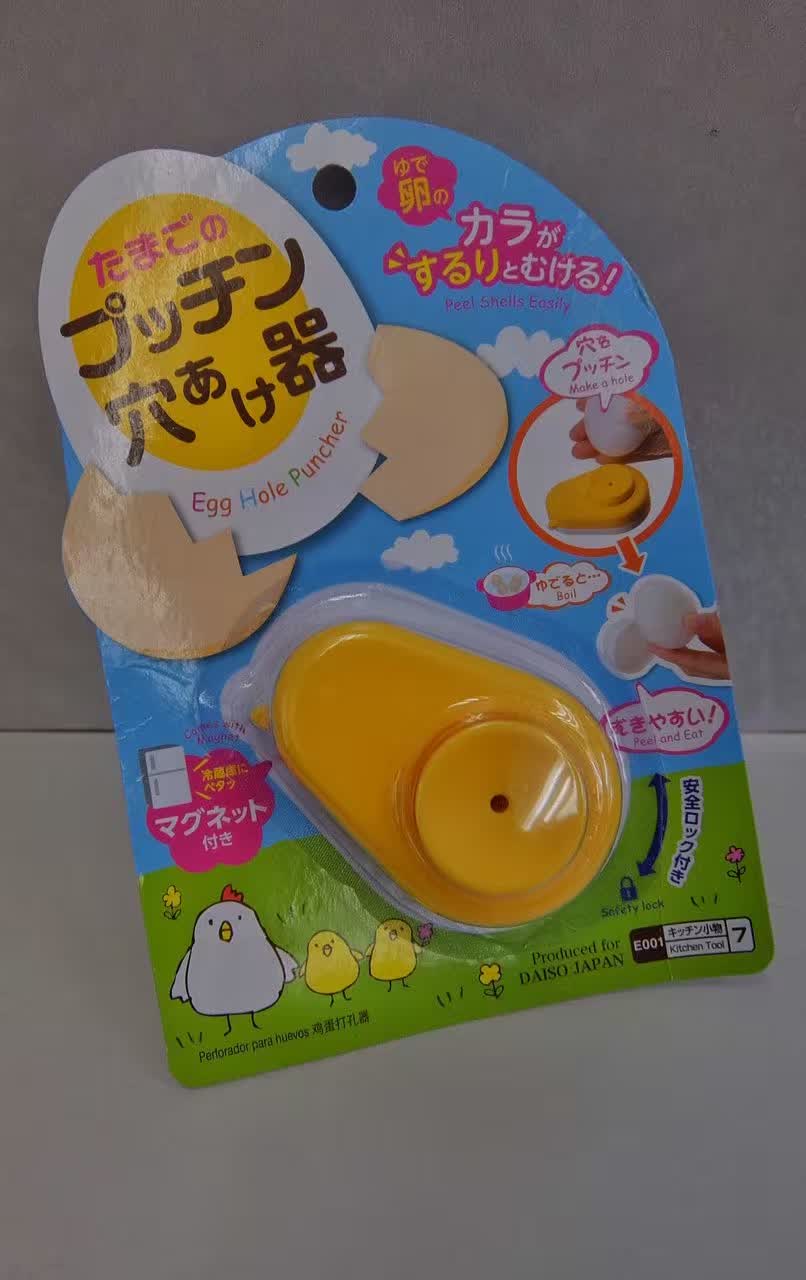 たまごの
プッチン
穴あけ器
Egg Hole Puncher
ゆで
卵の
カラが
するりとむける!
Peel Shells Easily
穴を
プッチン
Make a hole
ゆでると…
Boil
むきやすい!
Peel and Eat
Comes with
Magnet
冷蔵庫に
ペタッ
マグネット
付き
安全ロック付き
Safety lock
Produced for
DAISO JAPAN
E001
キッチン小物
Kitchen Tool
7
Perforador para huevos 鸡蛋打孔器